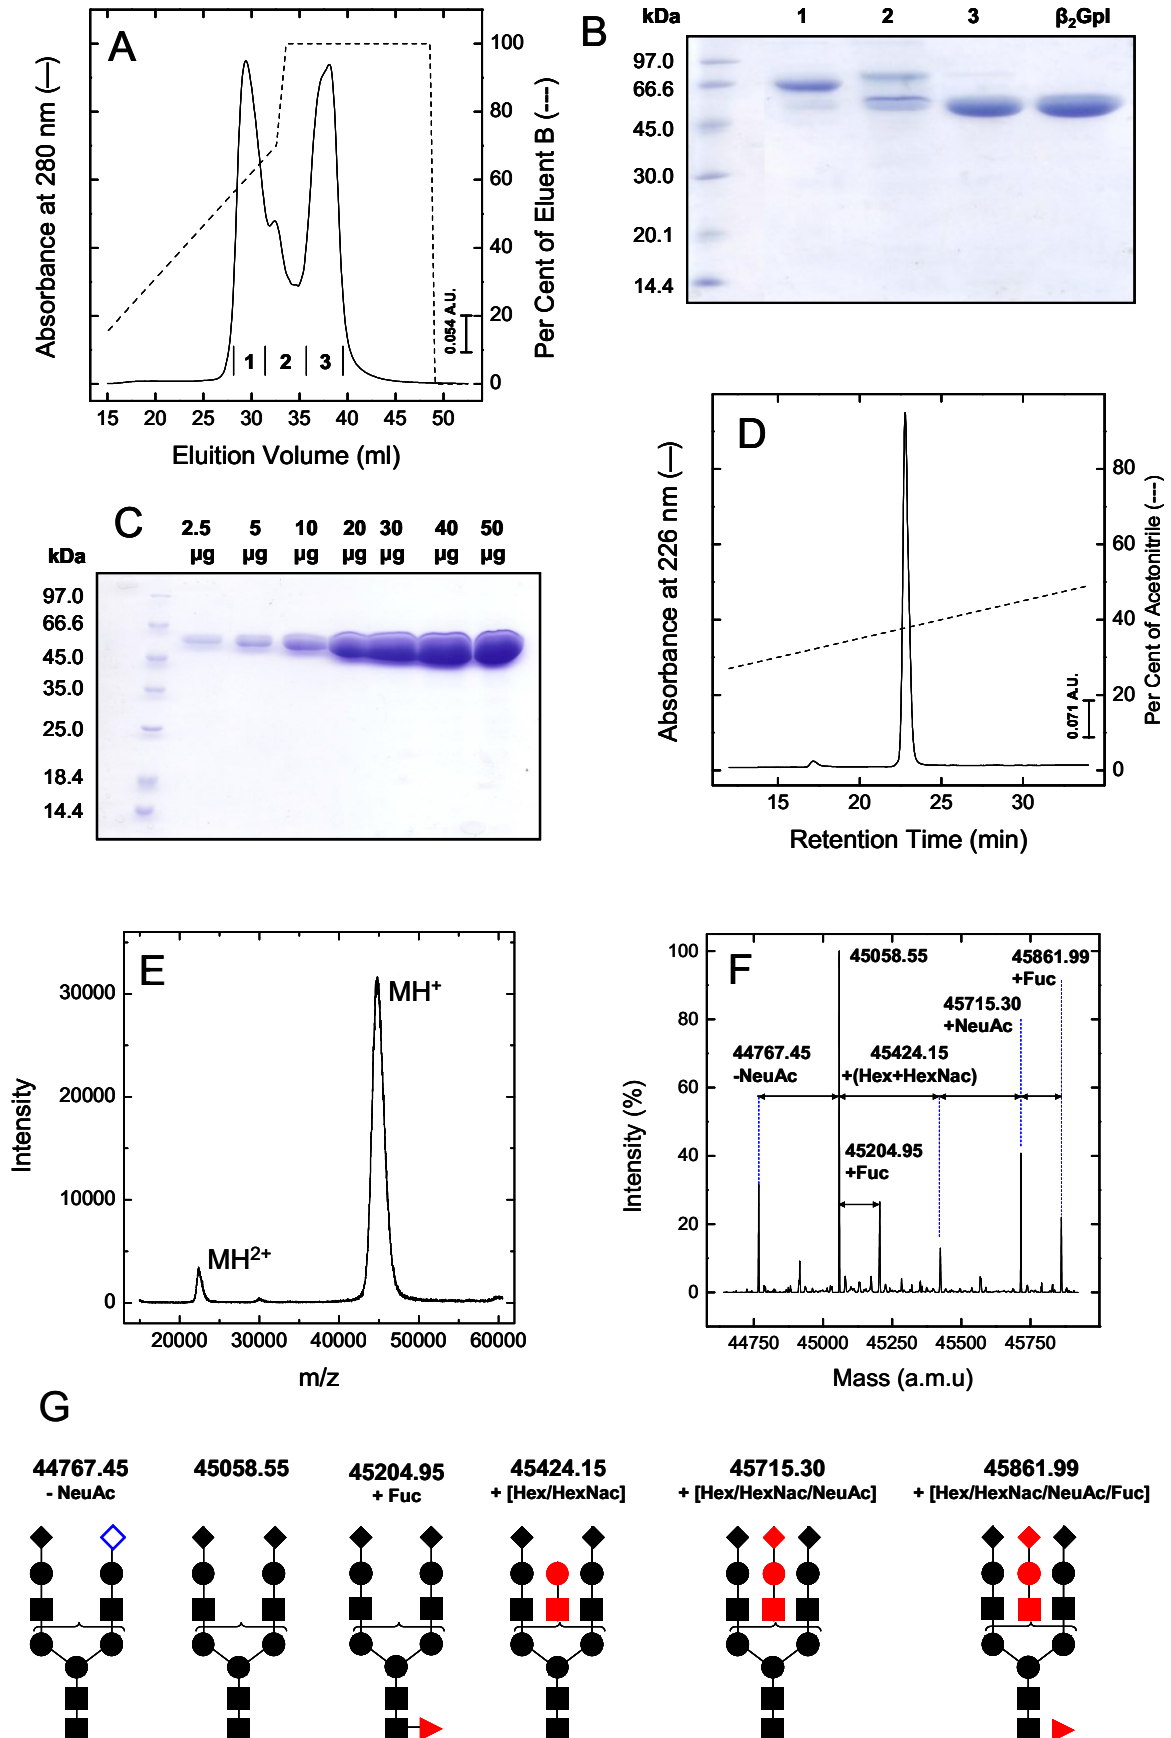 A
Absorbance at 280 nm (—)
Per Cent of Eluent B (---)
100
80
60
40
20
0
0.054 A.U.
1 2 3
15 20 25 30 35 40 45 50
Elution Volume (ml)
B
kDa 1 2 3 β₂GpI
97.0
66.6
45.0
30.0
20.1
14.4
C
2.5 5 10 20 30 40 50
µg µg µg µg µg µg µg
kDa
97.0
66.6
45.0
35.0
25.0
18.4
14.4
D
Absorbance at 226 nm (—)
Per Cent of Acetonitrile (---)
80
60
40
20
0
0.071 A.U.
15 20 25 30
Retention Time (min)
E
Intensity
30000
20000
10000
0
MH⁺
MH²⁺
20000 30000 40000 50000 60000
m/z
F
Intensity (%)
100
80
60
40
20
0
45058.55
45861.99
+Fuc
45715.30
+NeuAc
44767.45
-NeuAc
45424.15
+(Hex+HexNac)
45204.95
+Fuc
44750 45000 45250 45500 45750
Mass (a.m.u)
G
44767.45 45058.55 45204.95 45424.15 45715.30 45861.99
- NeuAc + Fuc + [Hex/HexNac] + [Hex/HexNac/NeuAc] + [Hex/HexNac/NeuAc/Fuc]